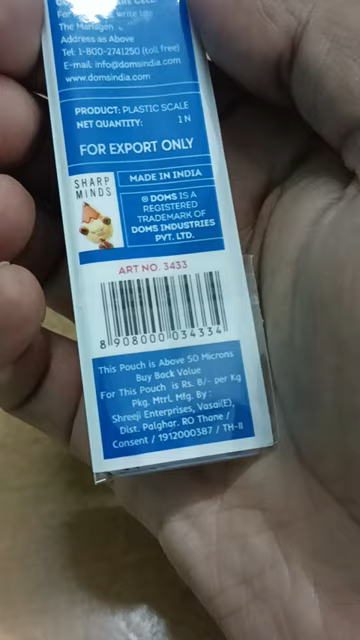 write
The Manager
Address as Above
Tel: 1-800-2741250 (toll free)
E-mail: info@domsindia.com
www.domsindia.com
PRODUCT: PLASTIC SCALE
NET QUANTITY: 1 N
FOR EXPORT ONLY
SHARP
MINDS
MADE IN INDIA
® DOMS IS A
REGISTERED
TRADEMARK OF
DOMS INDUSTRIES
PVT. LTD.
ART NO. 3433
8 908000 034334
This Pouch is Above 50 Microns
Buy Back Value
For This Pouch is Rs. 8/- per Kg
Pkg. Mtrl. Mfg. By :
Shreeji Enterprises, Vasai(E),
Dist. Palghar. RO Thane /
Consent / 1912000387 / TH-II